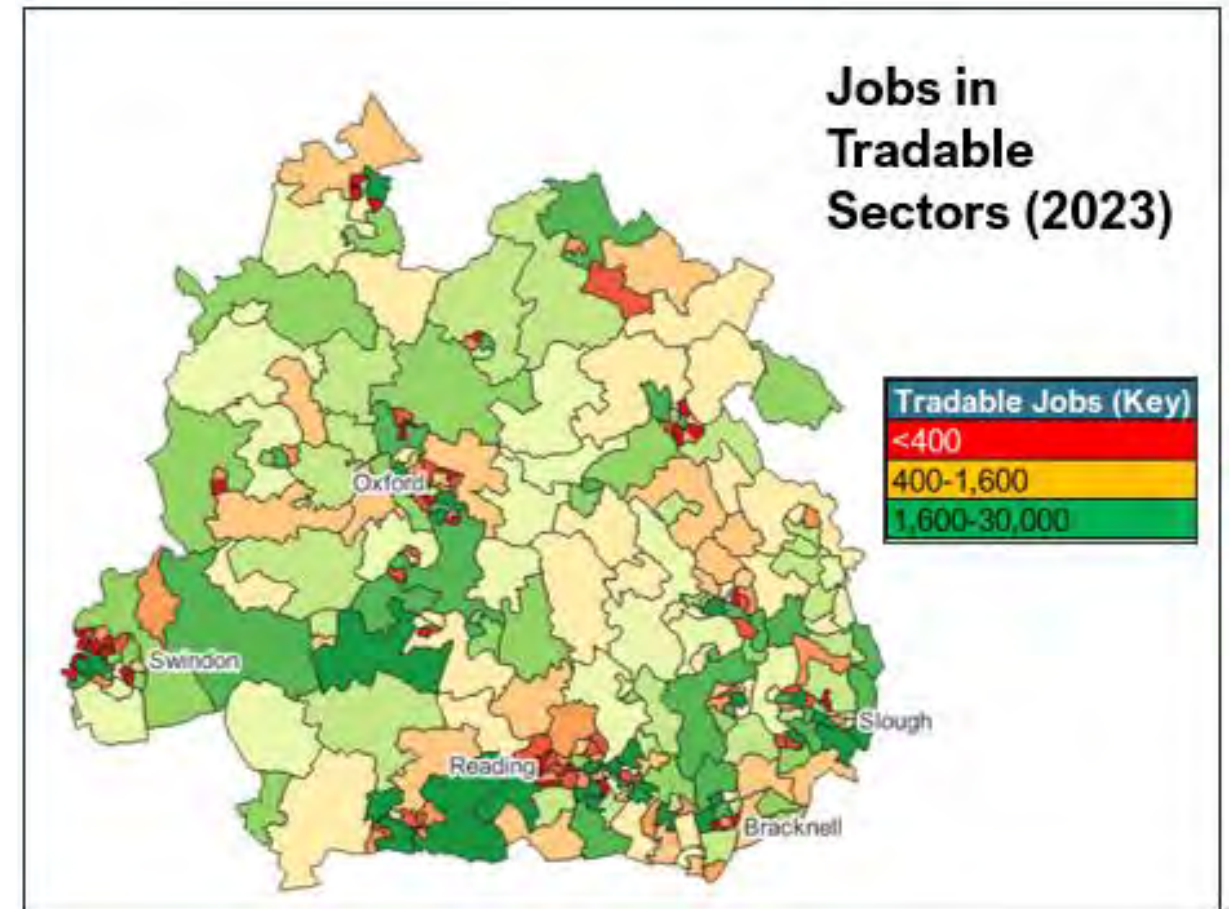 Jobs in
Tradable
Sectors (2023)
Tradable Jobs (Key)
<400
400-1,600
1,600-30,000
Oxford
Swindon
Slough
Reading
Bracknell